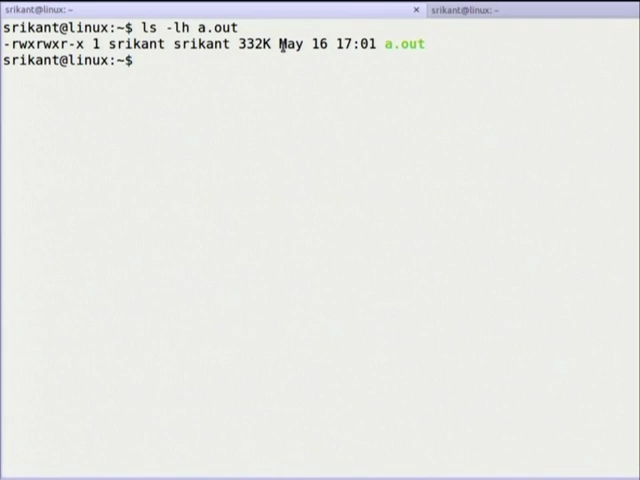 srikant@linux: ~ × srikant@linux: ~
srikant@linux:~$ ls -lh a.out
-rwxrwxr-x 1 srikant srikant 332K May 16 17:01 a.out
srikant@linux:~$